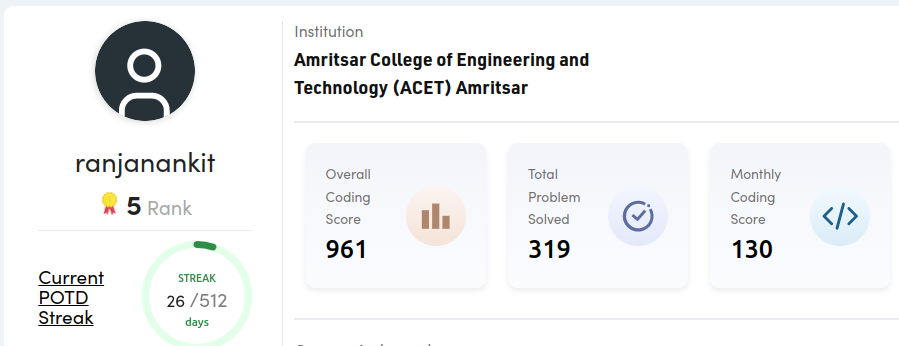 Institution
Amritsar College of Engineering and
Technology (ACET) Amritsar
ranjanankit
5 Rank
Current
POTD
Streak
STREAK
26 /512
days
Overall
Coding
Score
961
Total
Problem
Solved
319
Monthly
Coding
Score
130